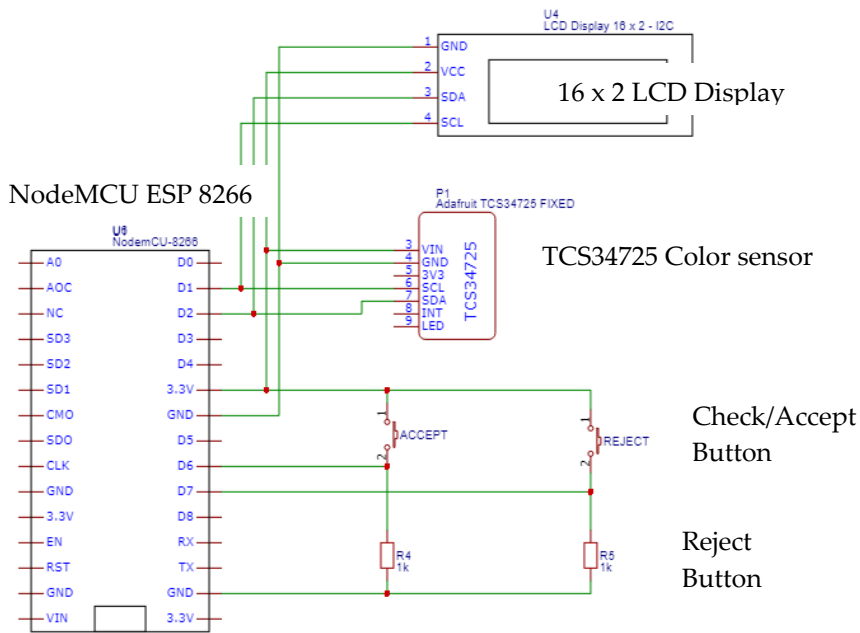 U4
LCD Display 16 x 2 - I2C
1 GND
2 VCC
3 SDA
4 SCL
16 x 2 LCD Display
NodeMCU ESP 8266
U6
NodemCU-8266
A0 D0
AOC D1
NC D2
SD3 D3
SD2 D4
SD1 3.3V
CMO GND
SDO D5
CLK D6
GND D7
3.3V D8
EN RX
RST TX
GND GND
VIN 3.3V
P1
Adafruit TCS34725 FIXED
3 VIN
4 GND
5 3V3
6 SCL
7 SDA
8 INT
9 LED
TCS34725
TCS34725 Color sensor
1
ACCEPT
2
1
REJECT
2
Check/Accept
Button
R4
1k
R5
1k
Reject
Button